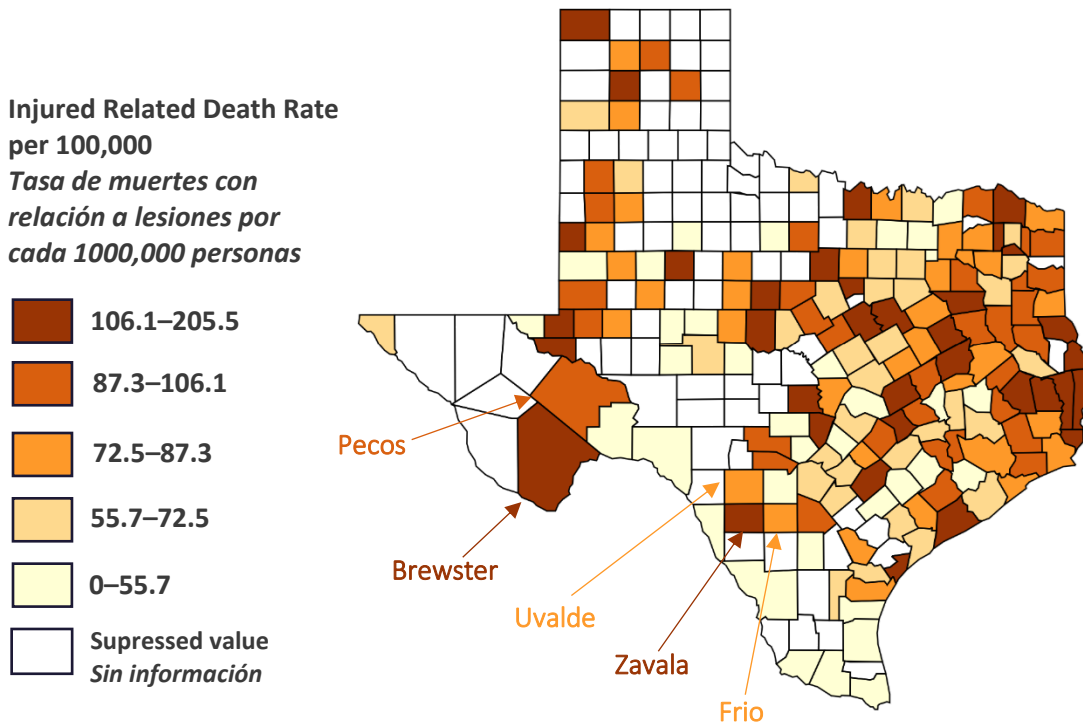 Injured Related Death Rate
per 100,000
Tasa de muertes con
relación a lesiones por
cada 1000,000 personas
106.1–205.5
87.3–106.1
72.5–87.3
55.7–72.5
0–55.7
Supressed value
Sin información
Pecos
Brewster
Uvalde
Zavala
Frio